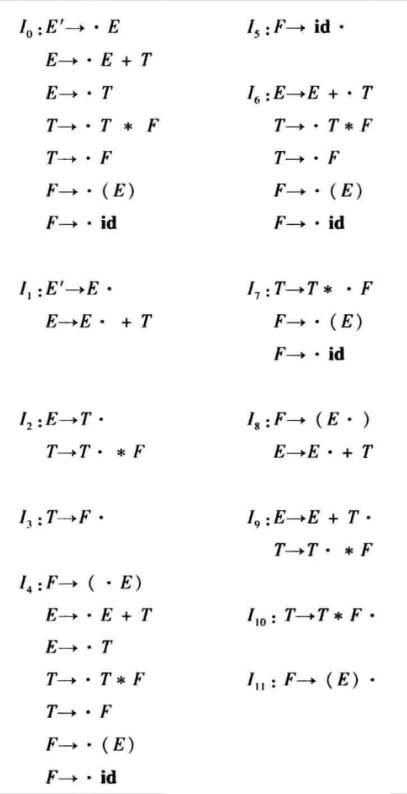 I₀:E′→ · E
E→ · E + T
E→ · T
T→ · T * F
T→ · F
F→ · (E)
F→ · id
I₁:E′→E ·
E→E · + T
I₂:E→T ·
T→T · * F
I₃:T→F ·
I₄:F→ ( · E)
E→ · E + T
E→ · T
T→ · T * F
T→ · F
F→ · (E)
F→ · id
I₅:F→ id ·
I₆:E→E + · T
T→ · T * F
T→ · F
F→ · (E)
F→ · id
I₇:T→T * · F
F→ · (E)
F→ · id
I₈:F→ (E · )
E→E · + T
I₉:E→E + T ·
T→T · * F
I₁₀: T→T * F ·
I₁₁: F→ (E) ·